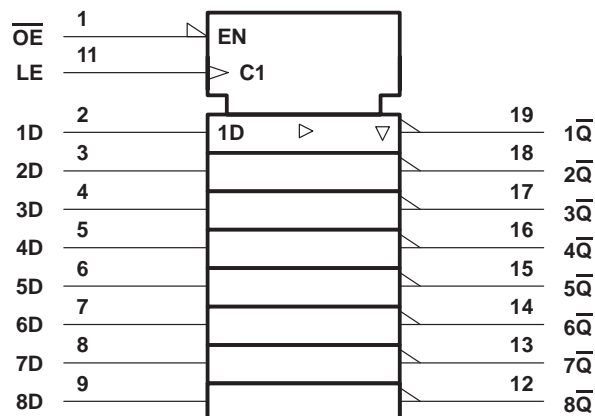 1
O̅E̅ EN
11
LE C1
2 19
1D 1D 1Q̅
3 18
2D 2Q̅
4 17
3D 3Q̅
5 16
4D 4Q̅
6 15
5D 5Q̅
7 14
6D 6Q̅
8 13
7D 7Q̅
9 12
8D 8Q̅